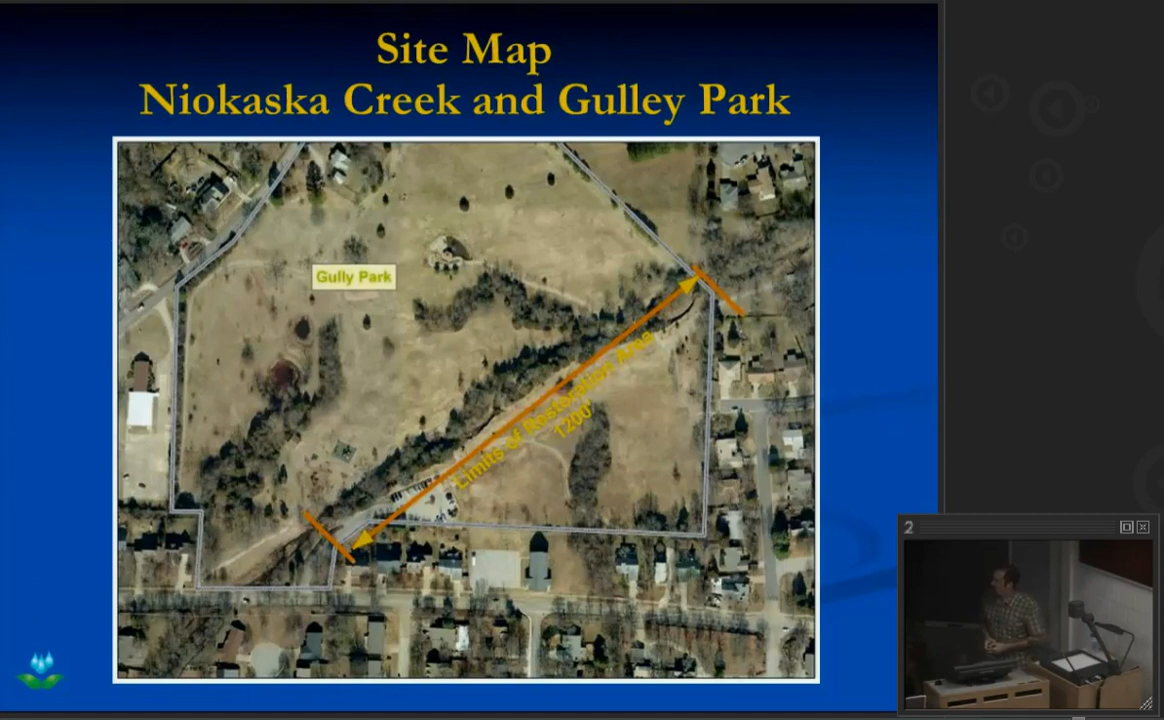 Site Map
Niokaska Creek and Gulley Park
Gully Park
Limits of Restoration Area
1200'
2